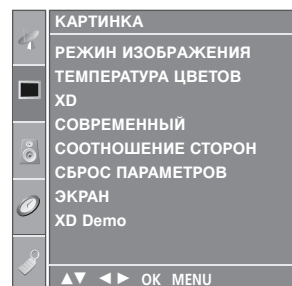 КАРТИНКА
РЕЖИН ИЗОБРАЖЕНИЯ
ТЕМПЕРАТУРА ЦВЕТОВ
XD
СОВРЕМЕННЫЙ
СООТНОШЕНИЕ СТОРОН
СБРОС ПАРАМЕТРОВ
ЭКРАН
XD Demo
▲▼ ◄► OK MENU